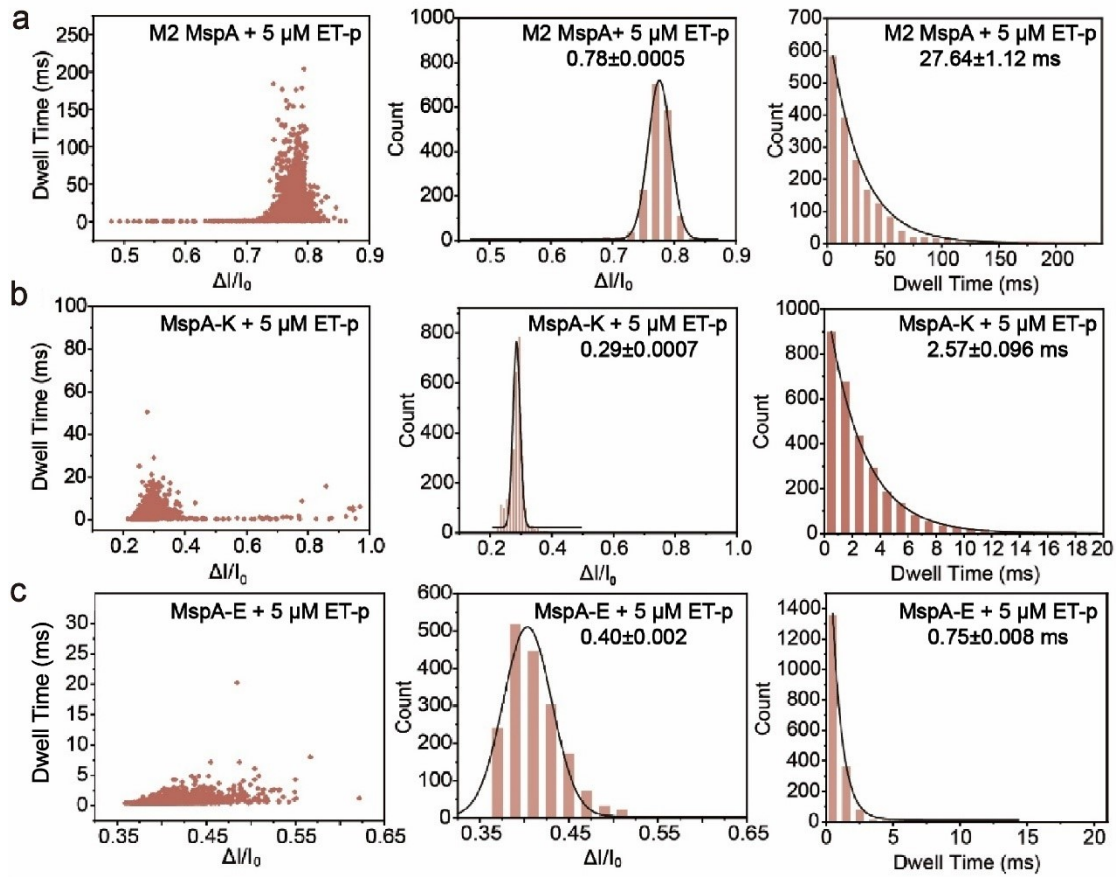 a
M2 MspA + 5 μM ET-p
Dwell Time (ms)
250
200
150
100
50
0
0.5 0.6 0.7 0.8 0.9
ΔI/I₀
M2 MspA+ 5 μM ET-p
0.78±0.0005
Count
1000
800
600
400
200
0
0.5 0.6 0.7 0.8 0.9
ΔI/I₀
M2 MspA + 5 μM ET-p
27.64±1.12 ms
Count
700
600
500
400
300
200
100
0
0 50 100 150 200
Dwell Time (ms)
b
MspA-K + 5 μM ET-p
Dwell Time (ms)
100
80
60
40
20
0
0.2 0.4 0.6 0.8 1.0
ΔI/I₀
MspA-K + 5 μM ET-p
0.29±0.0007
Count
800
600
400
200
0
0.2 0.4 0.6 0.8 1.0
ΔI/I₀
MspA-K + 5 μM ET-p
2.57±0.096 ms
Count
1000
800
600
400
200
0
0 2 4 6 8 10 12 14 16 18 20
Dwell Time (ms)
c
MspA-E + 5 μM ET-p
Dwell Time (ms)
30
25
20
15
10
5
0
0.35 0.45 0.55 0.65
ΔI/I₀
MspA-E + 5 μM ET-p
0.40±0.002
Count
600
500
400
300
200
100
0
0.35 0.45 0.55 0.65
ΔI/I₀
MspA-E + 5 μM ET-p
0.75±0.008 ms
Count
1400
1200
1000
800
600
400
200
0
0 5 10 15 20
Dwell Time (ms)